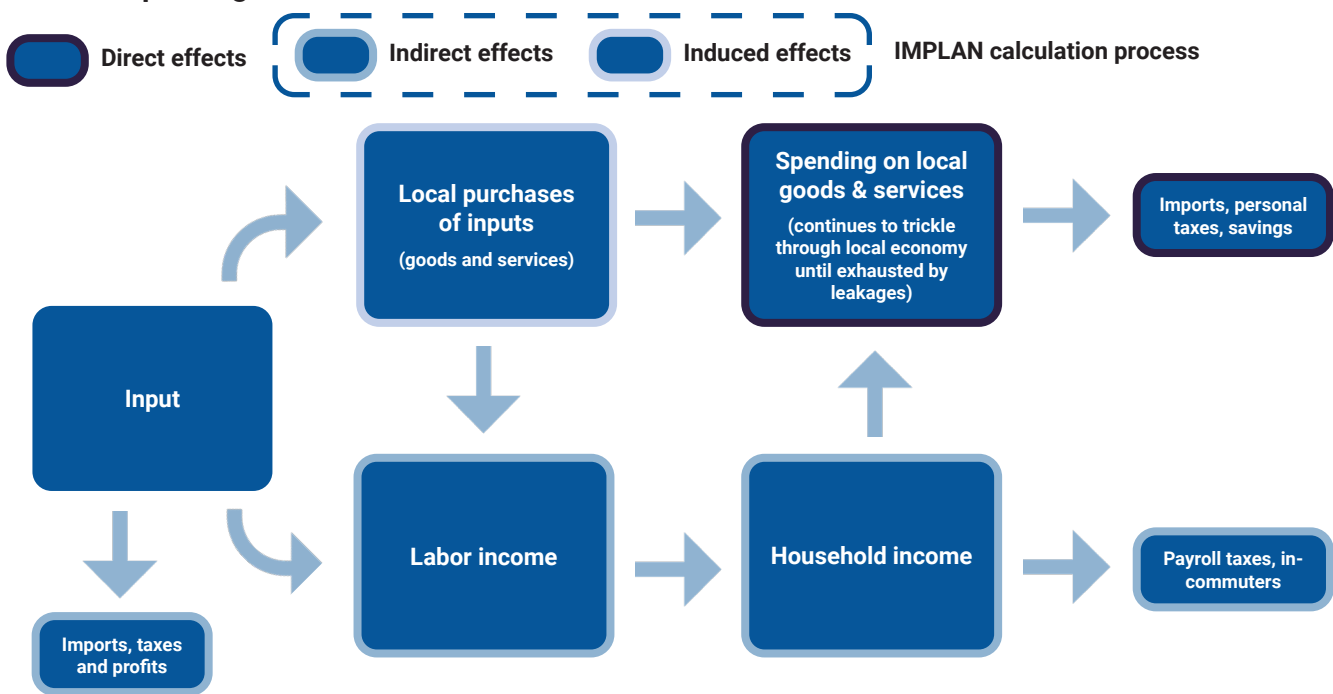 Direct effects
Indirect effects
Induced effects
IMPLAN calculation process
Local purchases
of inputs
(goods and services)
Spending on local
goods & services
(continues to trickle
through local economy
until exhausted by
leakages)
Imports, personal
taxes, savings
Input
Labor income
Household income
Payroll taxes, in-
commuters
Imports, taxes
and profits